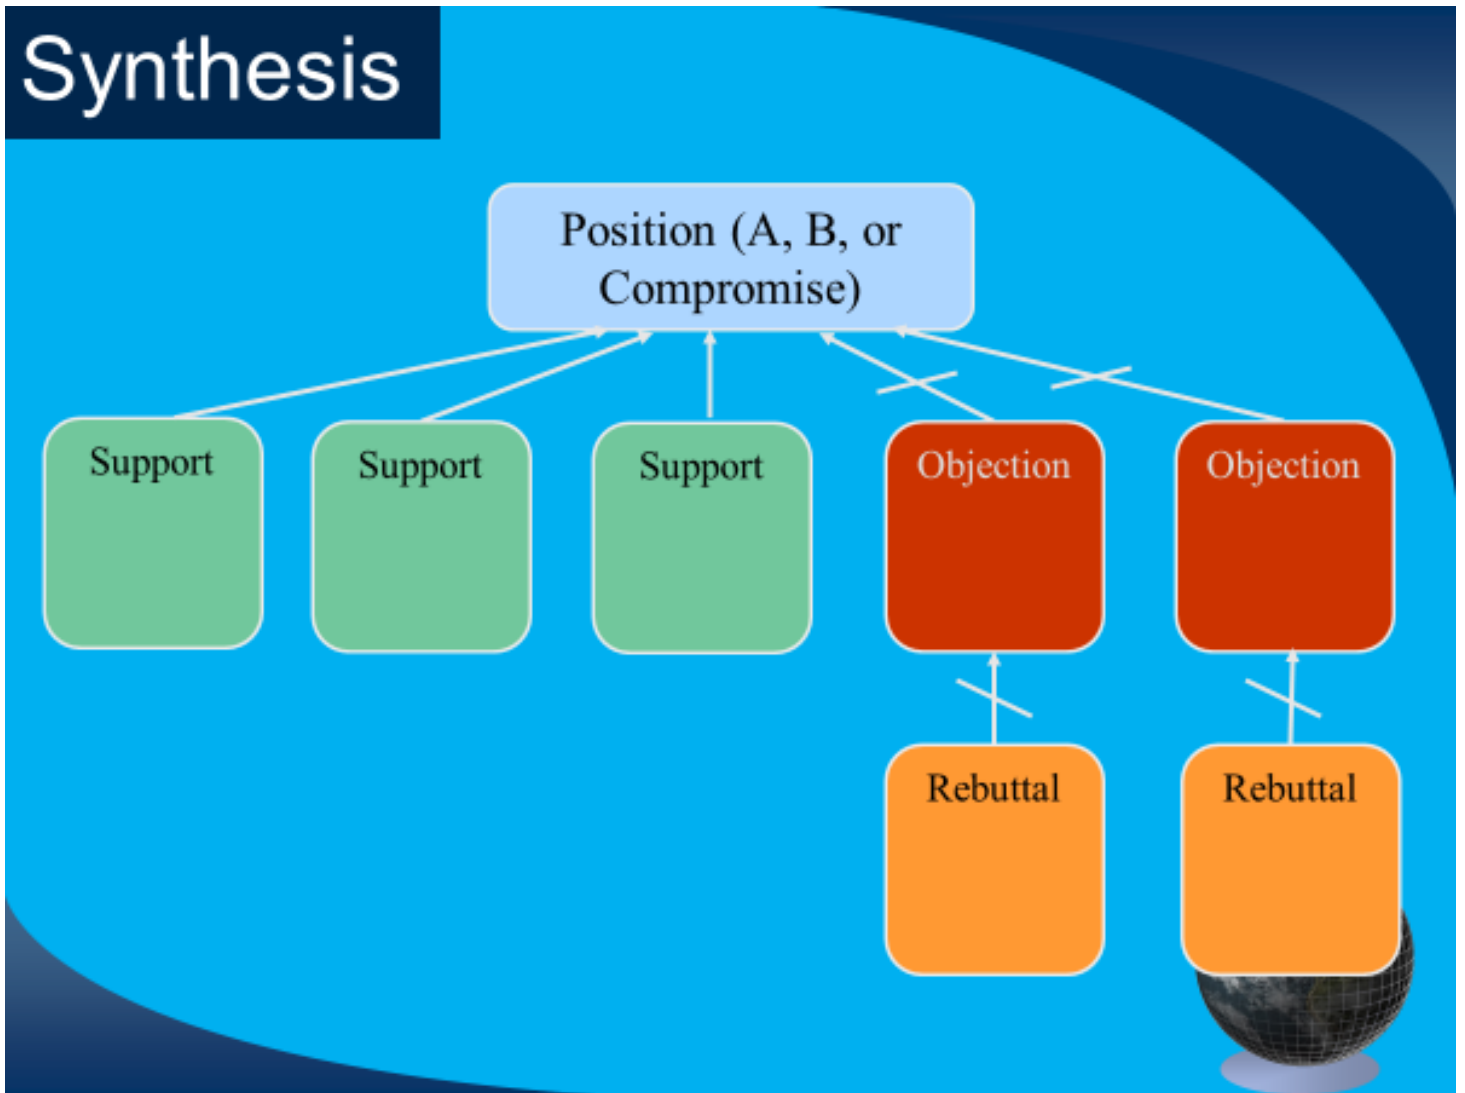 Synthesis
Position (A, B, or
Compromise)
Support
Support
Support
Objection
Objection
Rebuttal
Rebuttal